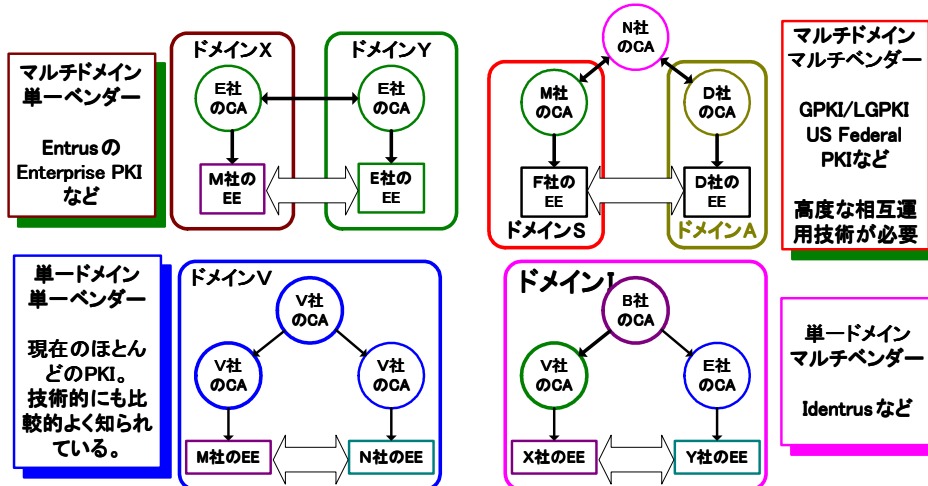 マルチドメイン
単一ベンダー
Entrusの
Enterprise PKI
など
ドメインX
E社
のCA
M社の
EE
ドメインY
E社
のCA
E社の
EE
N社
のCA
M社
のCA
F社の
EE
ドメインS
D社
のCA
D社の
EE
ドメインA
マルチドメイン
マルチベンダー
GPKI/LGPKI
US Federal
PKIなど
高度な相互運
用技術が必要
単一ドメイン
単一ベンダー
現在のほとん
どのPKI。
技術的にも比
較的よく知られ
ている。
ドメインV
V社
のCA
V社
のCA
V社
のCA
M社のEE
N社のEE
ドメインI
B社
のCA
V社
のCA
E社
のCA
X社のEE
Y社のEE
単一ドメイン
マルチベンダー
Identrusなど